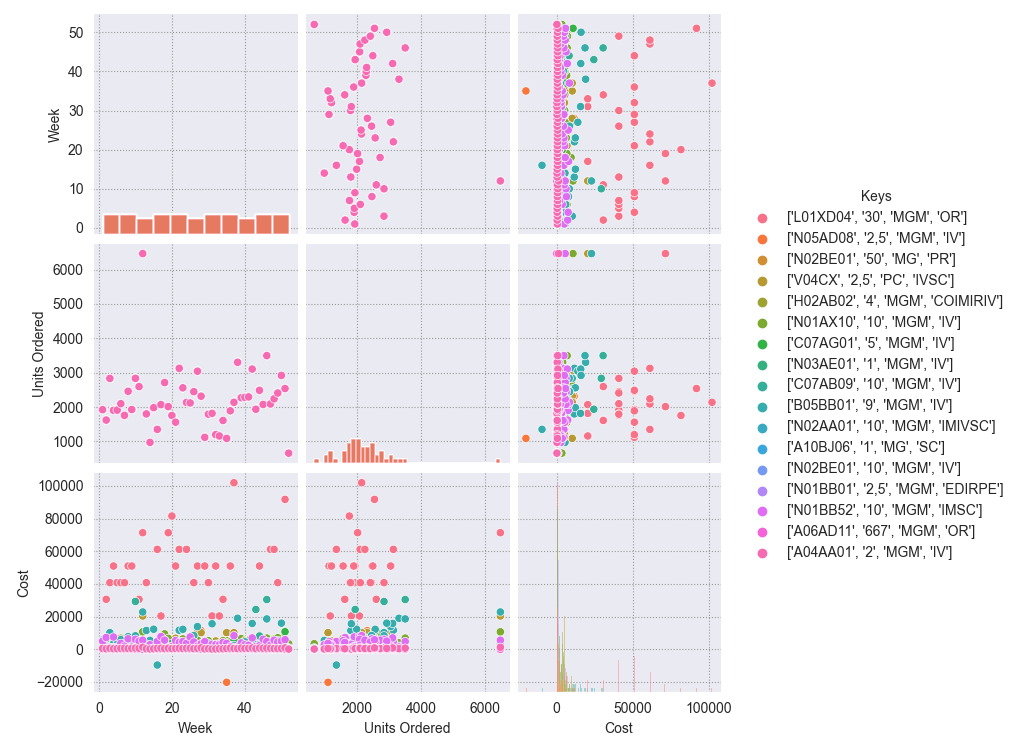 50
40
30
20
10
0
Week
6000
5000
4000
3000
2000
1000
Units Ordered
100000
80000
60000
40000
20000
0
−20000
Cost
0 20 40
Week
2000 4000 6000
Units Ordered
0 50000 100000
Cost
Keys
['L01XD04', '30', 'MGM', 'OR']
['N05AD08', '2,5', 'MGM', 'IV']
['N02BE01', '50', 'MG', 'PR']
['V04CX', '2,5', 'PC', 'IVSC']
['H02AB02', '4', 'MGM', 'COIMIRIV']
['N01AX10', '10', 'MGM', 'IV']
['C07AG01', '5', 'MGM', 'IV']
['N03AE01', '1', 'MGM', 'IV']
['C07AB09', '10', 'MGM', 'IV']
['B05BB01', '9', 'MGM', 'IV']
['N02AA01', '10', 'MGM', 'IMIVSC']
['A10BJ06', '1', 'MG', 'SC']
['N02BE01', '10', 'MGM', 'IV']
['N01BB01', '2,5', 'MGM', 'EDIRPE']
['N01BB52', '10', 'MGM', 'IMSC']
['A06AD11', '667', 'MGM', 'OR']
['A04AA01', '2', 'MGM', 'IV']